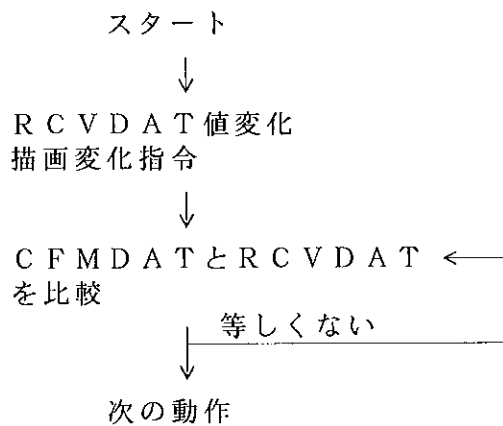 スタート
RCVDAT値変化
描画変化指令
CFMDATとRCVDAT
を比較
等しくない
次の動作